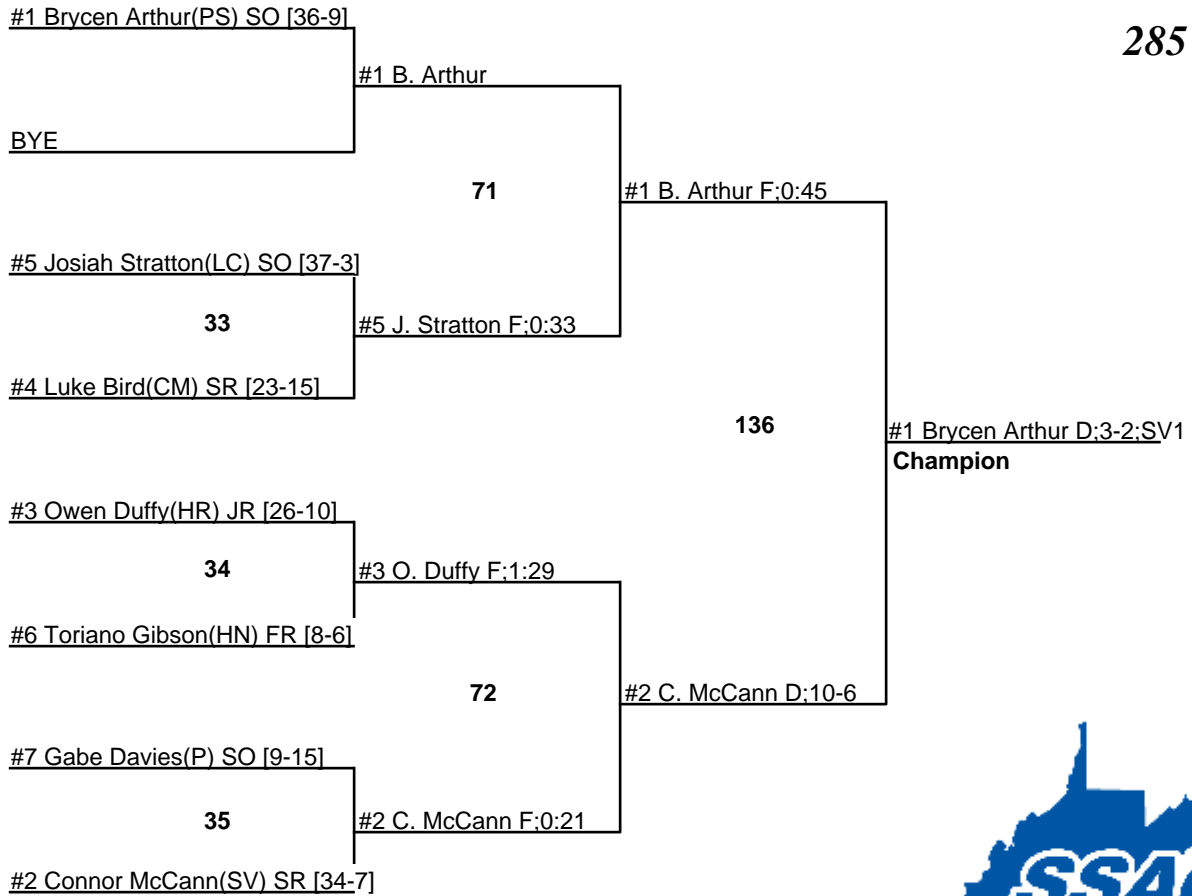 #1 Brycen Arthur(PS) SO [36-9]
285
#1 B. Arthur
BYE
71
#1 B. Arthur F;0:45
#5 Josiah Stratton(LC) SO [37-3]
33
#5 J. Stratton F;0:33
#4 Luke Bird(CM) SR [23-15]
136
#1 Brycen Arthur D;3-2;SV1
Champion
#3 Owen Duffy(HR) JR [26-10]
34
#3 O. Duffy F;1:29
#6 Toriano Gibson(HN) FR [8-6]
72
#2 C. McCann D;10-6
#7 Gabe Davies(P) SO [9-15]
35
#2 C. McCann F;0:21
#2 Connor McCann(SV) SR [34-7]